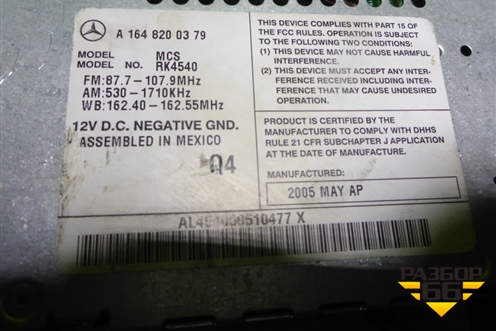 A 164 820 03 79
MODEL MCS
MODEL NO. RK4540
FM:87.7 - 107.9MHz
AM:530 - 1710KHz
WB:162.40 - 162.55MHz
12V D.C. NEGATIVE GND.
ASSEMBLED IN MEXICO
Q4
THIS DEVICE COMPLIES WITH PART 15 OF
THE FCC RULES. OPERATION IS SUBJECT TO
THE FOLLOWING TWO CONDITIONS:
(1) THIS DEVICE MAY NOT CAUSE HARMFUL
INTERFERENCE.
(2) THIS DEVICE MUST ACCEPT ANY INTER-
FERENCE RECEIVED INCLUDING INTER-
FERENCE THAT MAY CAUSE UNDESIRED
OPERATION.
PRODUCT IS CERTIFIED BY THE
MANUFACTURER TO COMPLY WITH DHHS
RULE 21 CFR SUBCHAPTER J APPLICATION
AT THE DATE OF MANUFACTURE.
MANUFACTURED:
2005 MAY AP
X
РАЗБОР
66